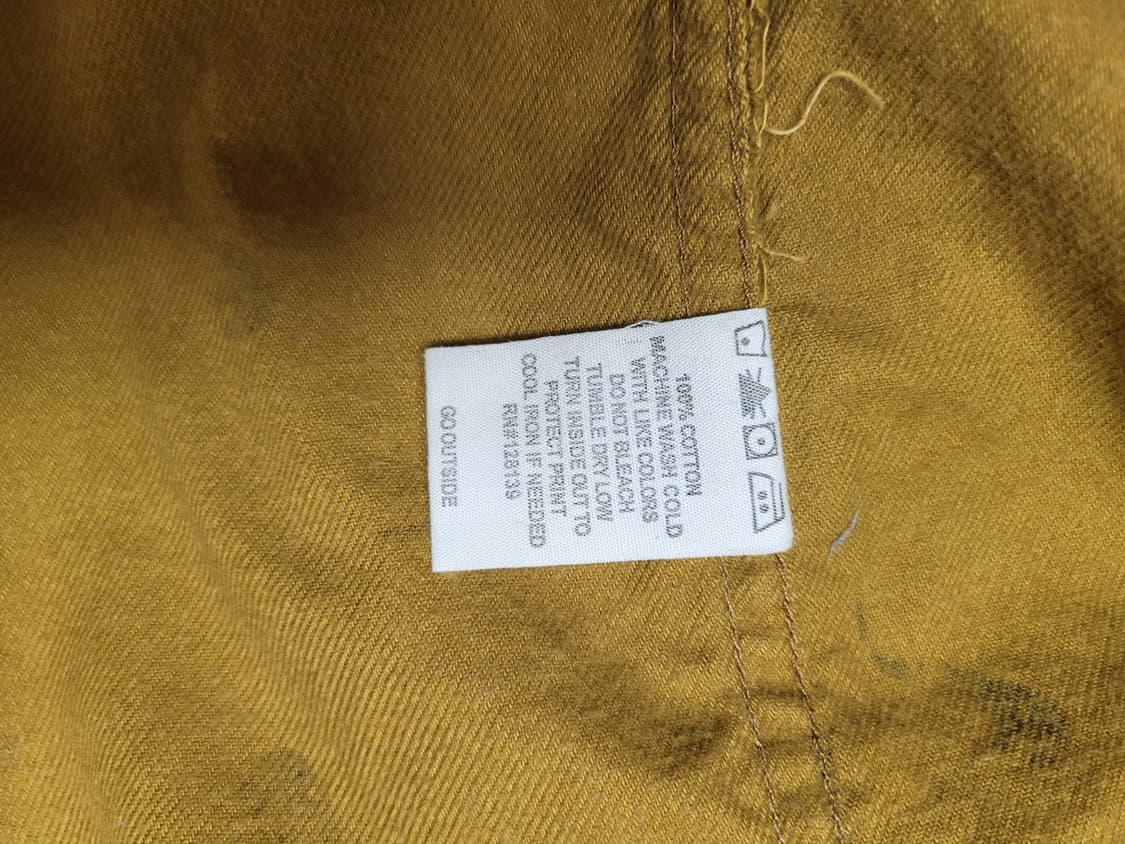 100% COTTON
MACHINE WASH COLD
WITH LIKE COLORS
DO NOT BLEACH
TUMBLE DRY LOW
TURN INSIDE OUT TO
PROTECT PRINT
COOL IRON IF NEEDED
RN#128139
GO OUTSIDE